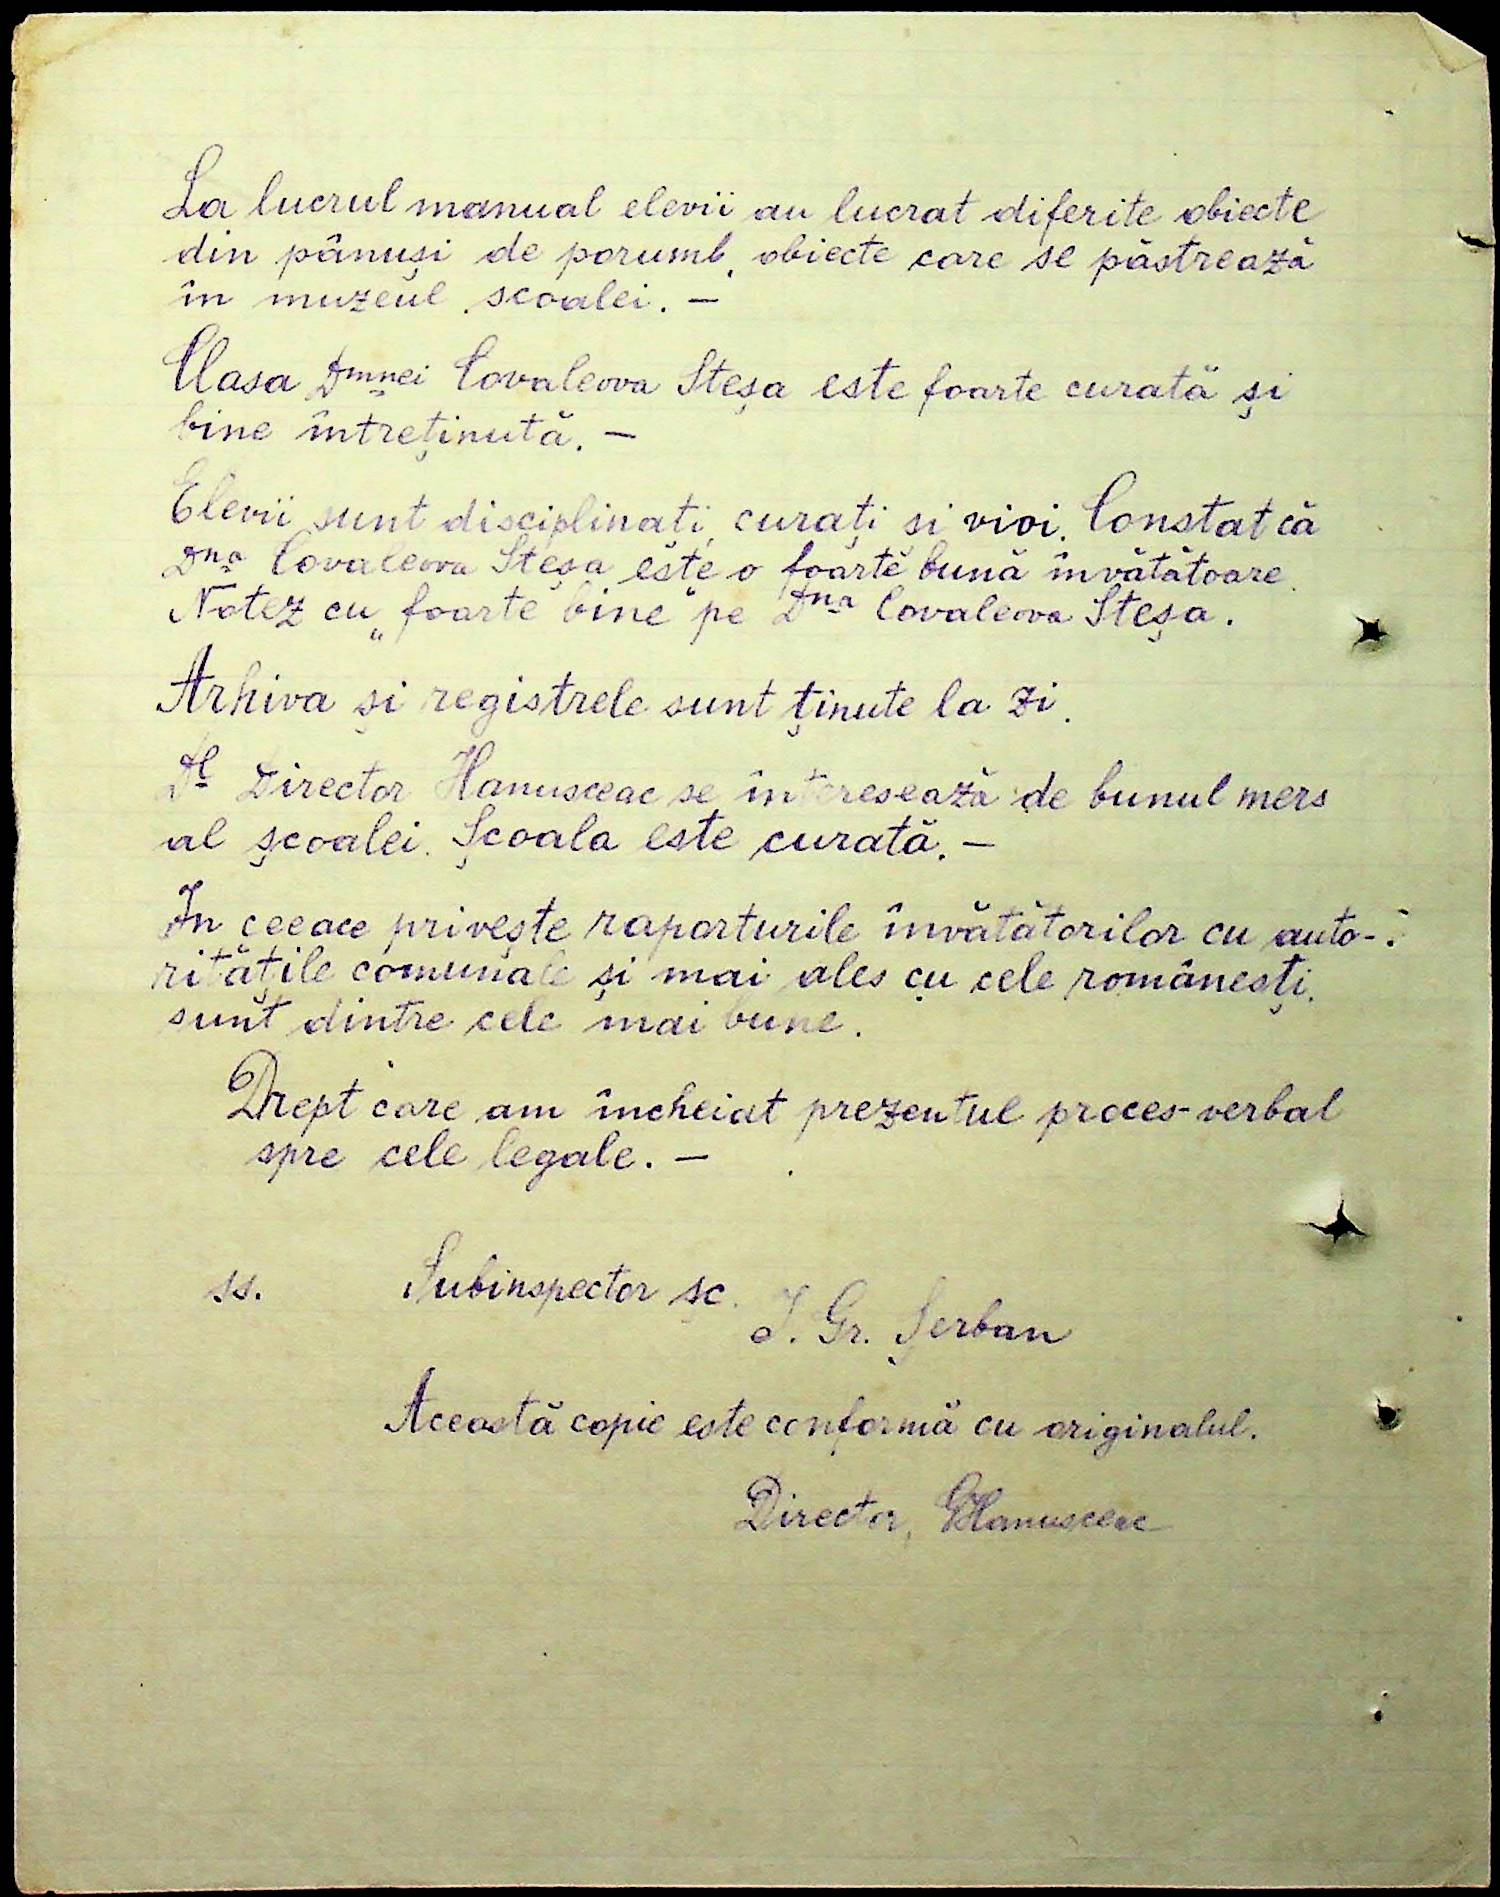 La lucrul manual elevii au lucrat diferite obiecte
din pănuși de porumb, obiecte care se păstrează
în muzeul școalei. —
Clasa Dmnei Covaleova Steșa este foarte curată și
bine întreținută. —
Elevii sunt disciplinați, curați si vioi. Constat că
Dna Covaleova Steșa este o foarte bună învățătoare.
Notez cu „foarte bine" pe Dna Covaleova Steșa.
Arhiva și registrele sunt ținute la zi.
Dl Director Hanusceac se interesează de bunul mers
al școalei. Școala este curată. —
In ceeace privește raporturile învățătorilor cu auto-
ritățile comunale și mai ales cu cele românești,
sunt dintre cele mai bune.
Drept care am încheiat prezentul proces-verbal
spre cele legale. —
ss. Subinspector șc.
I. Gr. Șerban
Această copie este conformă cu originalul.
Director, GHanusceac